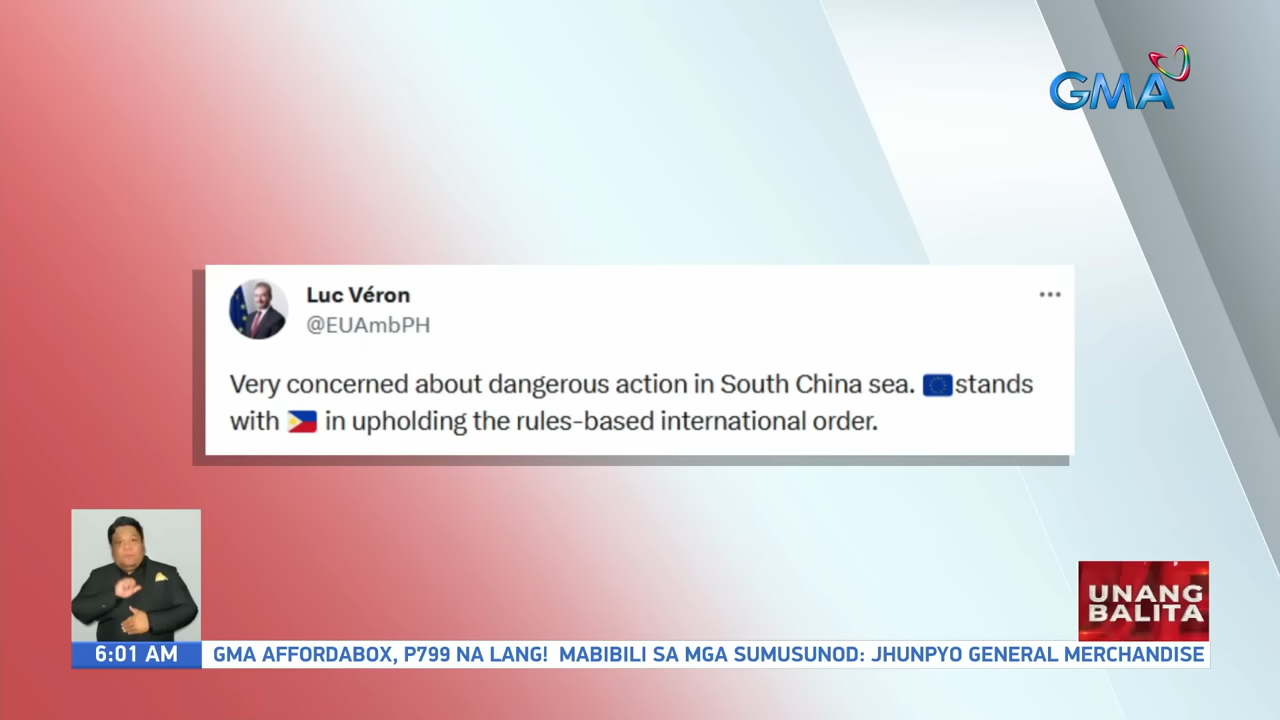 GMA
Luc Véron
@EUAmbPH
Very concerned about dangerous action in South China sea. 🇪🇺stands
with 🇵🇭 in upholding the rules-based international order.
UNANG
BALITA
6:01 AM
GMA AFFORDABOX, P799 NA LANG! MABIBILI SA MGA SUMUSUNOD: JHUNPYO GENERAL MERCHANDISE